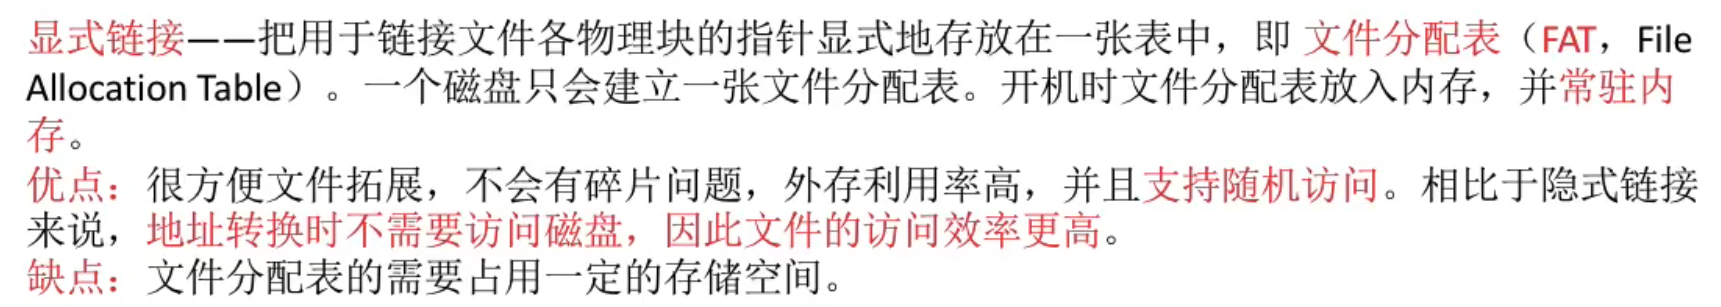 显式链接——把用于链接文件各物理块的指针显式地存放在一张表中，即 文件分配表（FAT，File
Allocation Table）。一个磁盘只会建立一张文件分配表。开机时文件分配表放入内存，并常驻内
存。
优点：很方便文件拓展，不会有碎片问题，外存利用率高，并且支持随机访问。相比于隐式链接
来说，地址转换时不需要访问磁盘，因此文件的访问效率更高。
缺点：文件分配表的需要占用一定的存储空间。